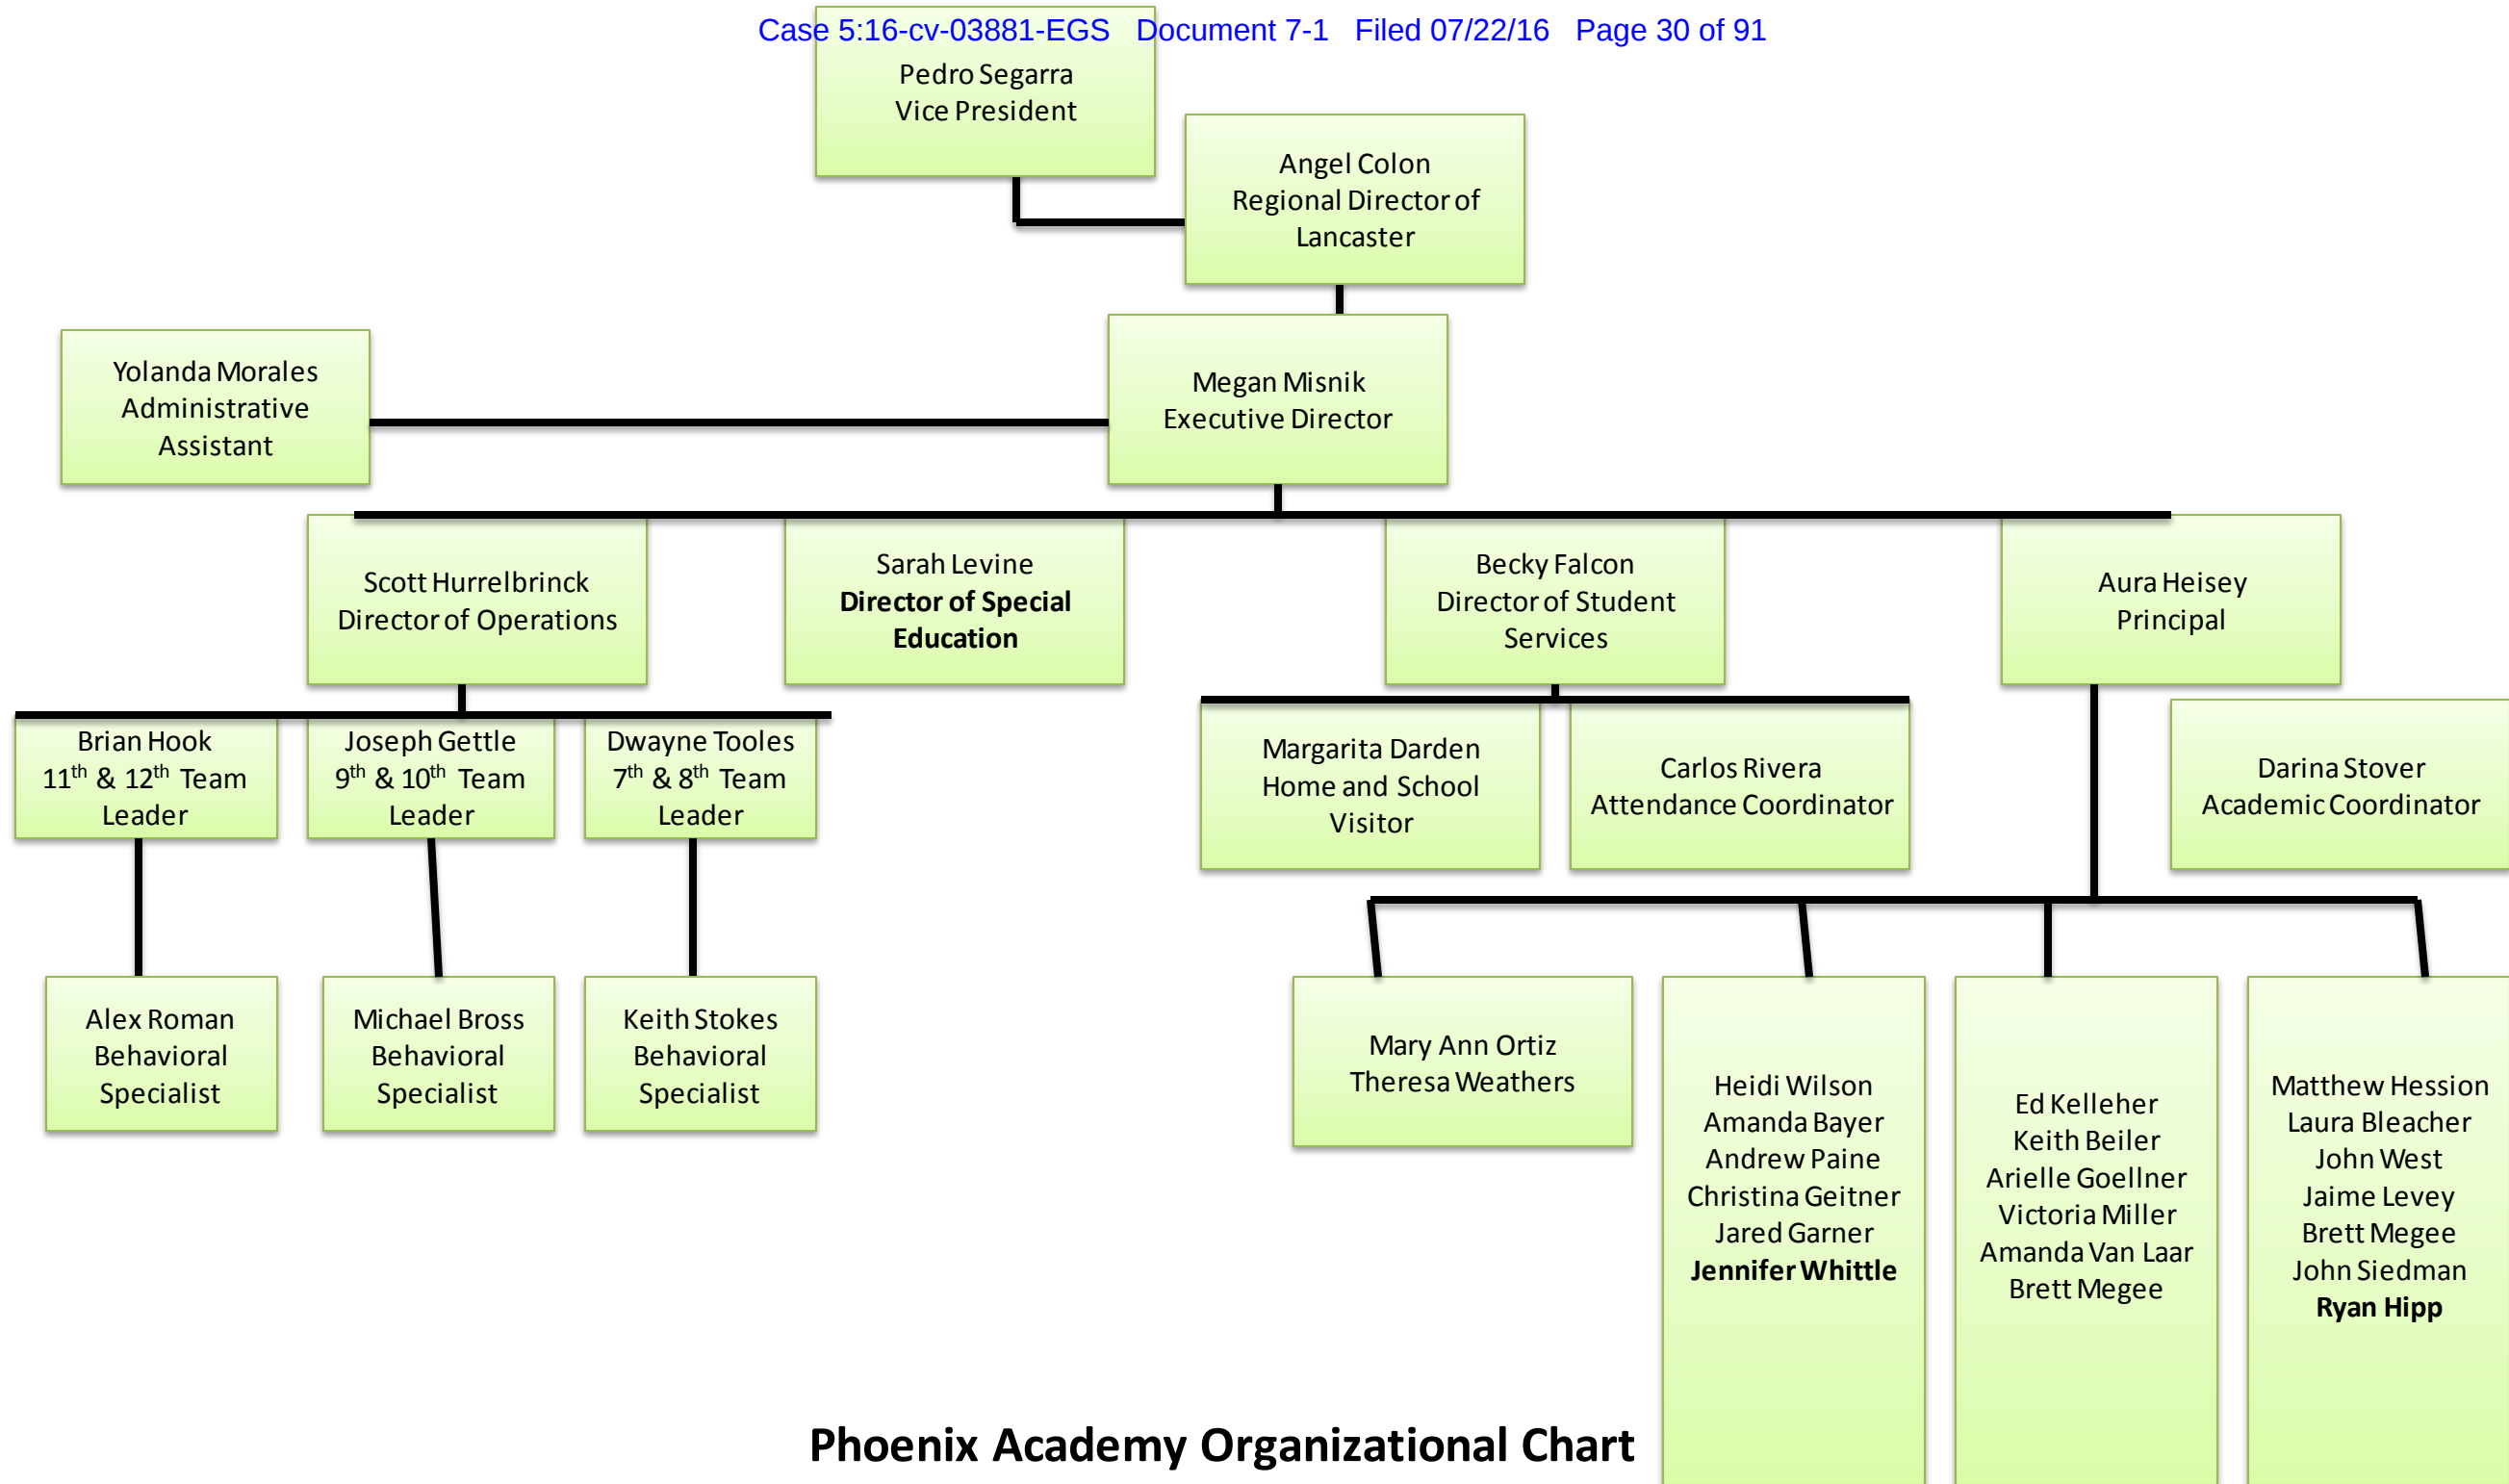 Case 5:16-cv-03881-EGS Document 7-1 Filed 07/22/16 Page 30 of 91
Pedro Segarra
Vice President
Angel Colon
Regional Director of
Lancaster
Yolanda Morales
Administrative
Assistant
Megan Misnik
Executive Director
Scott Hurrelbrinck
Director of Operations
Sarah Levine
Director of Special
Education
Becky Falcon
Director of Student
Services
Aura Heisey
Principal
Brian Hook
11th & 12th Team
Leader
Joseph Gettle
9th & 10th Team
Leader
Dwayne Tooles
7th & 8th Team
Leader
Margarita Darden
Home and School
Visitor
Carlos Rivera
Attendance Coordinator
Darina Stover
Academic Coordinator
Alex Roman
Behavioral
Specialist
Michael Bross
Behavioral
Specialist
Keith Stokes
Behavioral
Specialist
Mary Ann Ortiz
Theresa Weathers
Heidi Wilson
Amanda Bayer
Andrew Paine
Christina Geitner
Jared Garner
Jennifer Whittle
Ed Kelleher
Keith Beiler
Arielle Goellner
Victoria Miller
Amanda Van Laar
Brett Megee
Matthew Hession
Laura Bleacher
John West
Jaime Levey
Brett Megee
John Siedman
Ryan Hipp
Phoenix Academy Organizational Chart